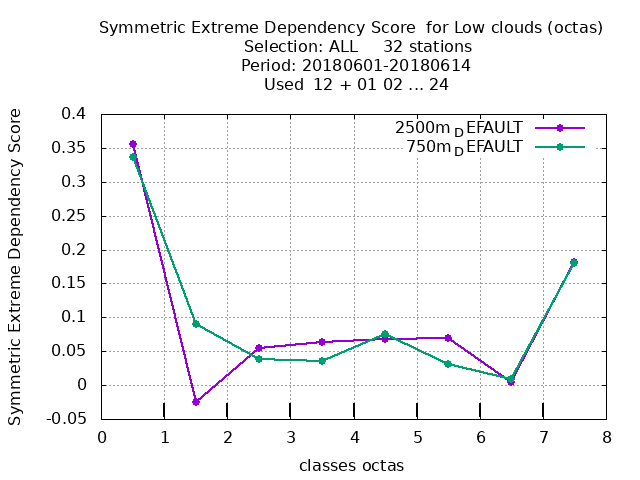 Symmetric Extreme Dependency Score  for Low clouds (octas)
Selection: ALL     32 stations
Period: 20180601-20180614
Used  12 + 01 02 ... 24
Symmetric Extreme Dependency Score
2500m_DEFAULT
750m_DEFAULT
0.4
0.35
0.3
0.25
0.2
0.15
0.1
0.05
0
-0.05
0 1 2 3 4 5 6 7 8
classes octas